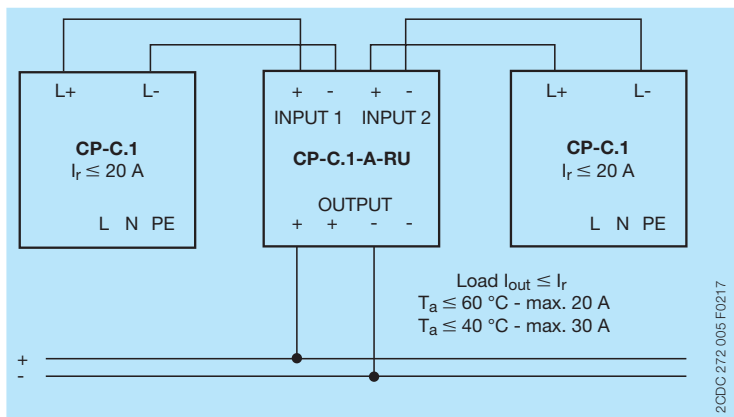 L+ L-
CP-C.1
Iᵣ ≤ 20 A
L N PE
+ - + -
INPUT 1 INPUT 2
CP-C.1-A-RU
OUTPUT
+ + - -
L+ L-
CP-C.1
Iᵣ ≤ 20 A
L N PE
Load Iout ≤ Iᵣ
Ta ≤ 60 °C - max. 20 A
Ta ≤ 40 °C - max. 30 A
+
-
2CDC 272 005 F0217